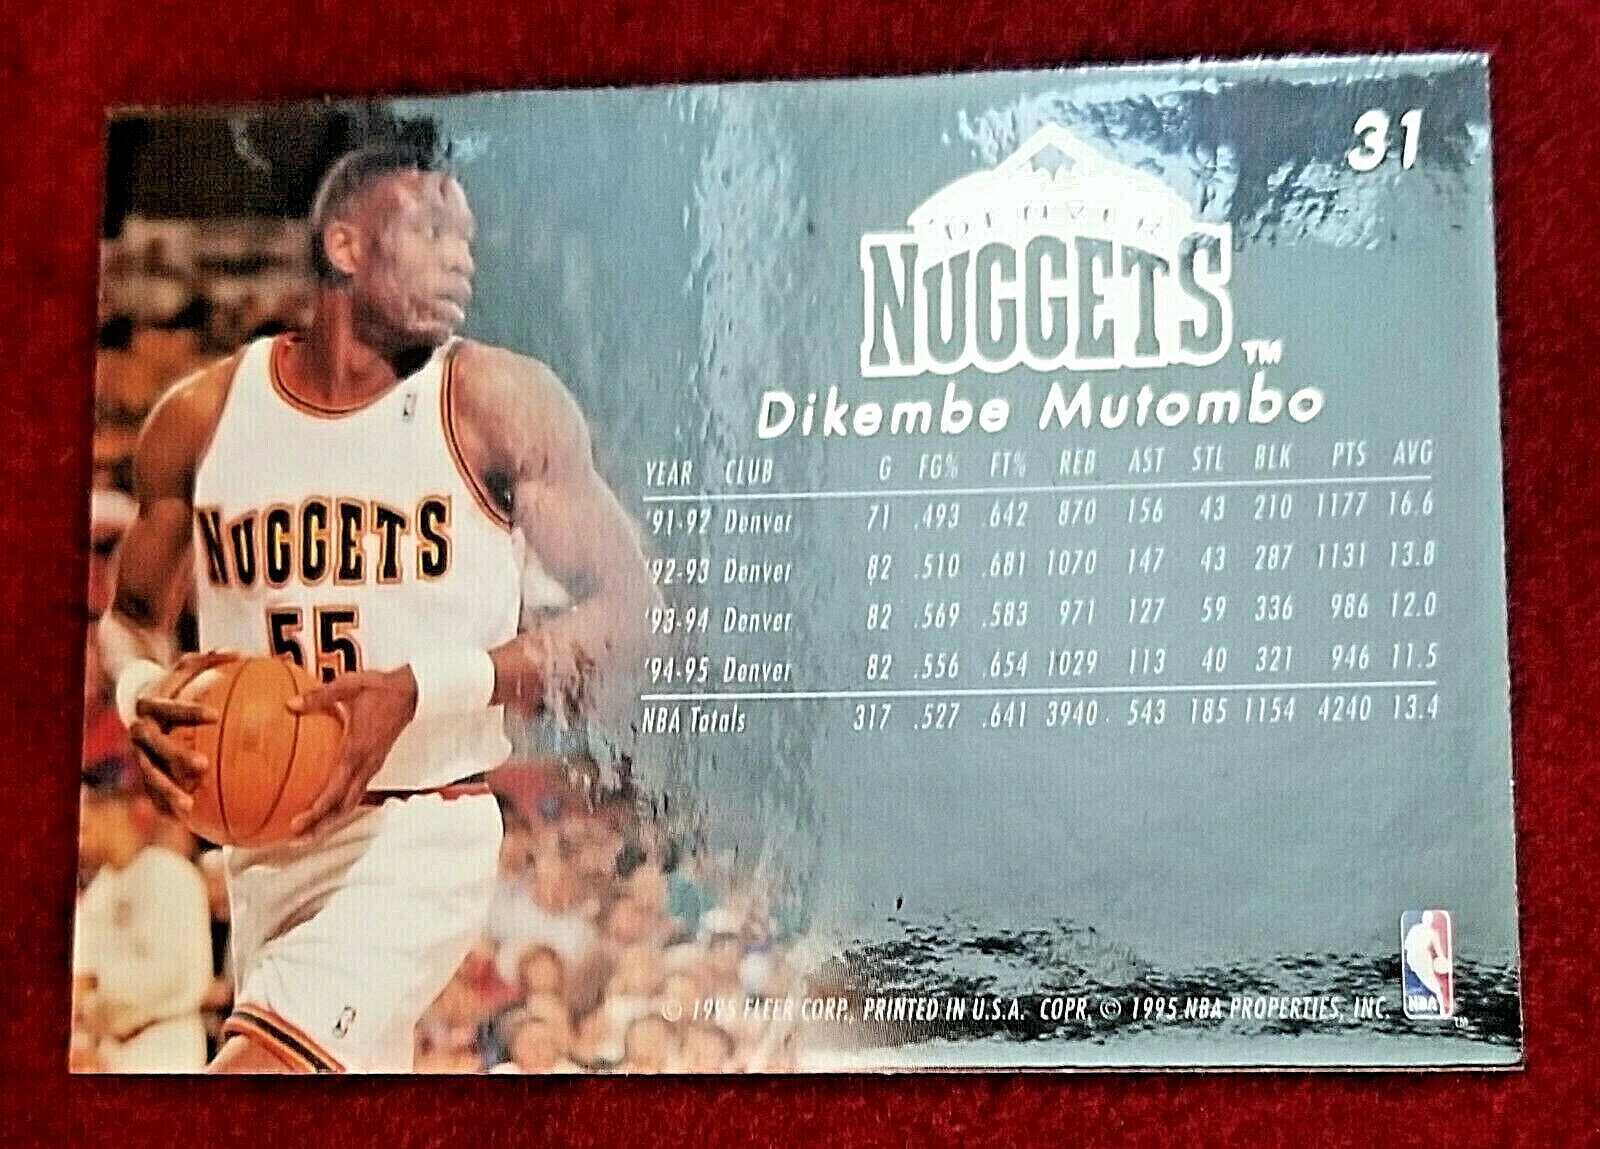 31
DENVER
NUGGETS™
Dikembe Mutombo
YEAR CLUB G FG% FT% REB AST STL BLK PTS AVG
'91-92 Denver 71 .493 .642 870 156 43 210 1177 16.6
'92-93 Denver 82 .510 .681 1070 147 43 287 1131 13.8
'93-94 Denver 82 .569 .583 971 127 59 336 986 12.0
'94-95 Denver 82 .556 .654 1029 113 40 321 946 11.5
NBA Totals 317 .527 .641 3940 543 185 1154 4240 13.4
NUGGETS
55
© 1995 FLEER CORP., PRINTED IN U.S.A. COPR. © 1995 NBA PROPERTIES, INC.
NBA™